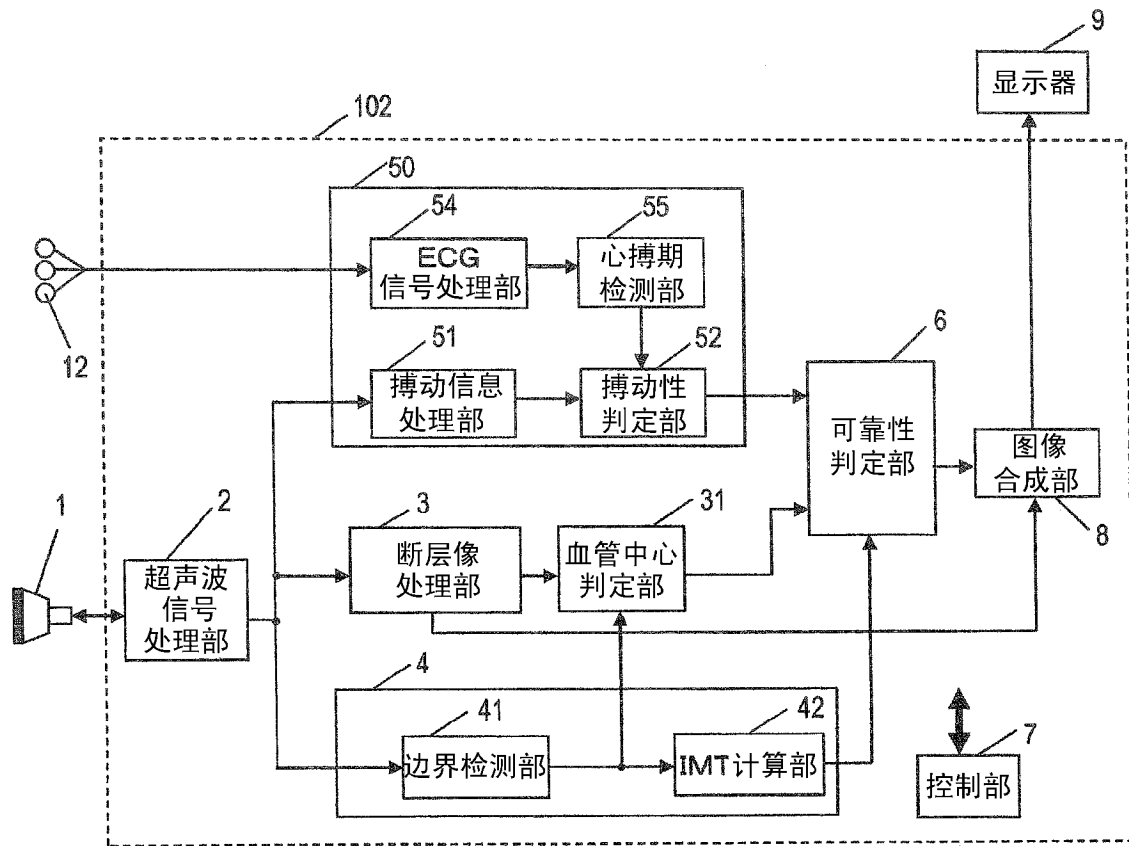 9
显示器
102
50
54
ECG
信号处理部
55
心搏期
检测部
12
51
搏动信息
处理部
52
搏动性
判定部
6
可靠性
判定部
图像
合成部
8
1
2
超声波
信号
处理部
3
断层像
处理部
31
血管中心
判定部
4
41
边界检测部
42
IMT计算部
7
控制部